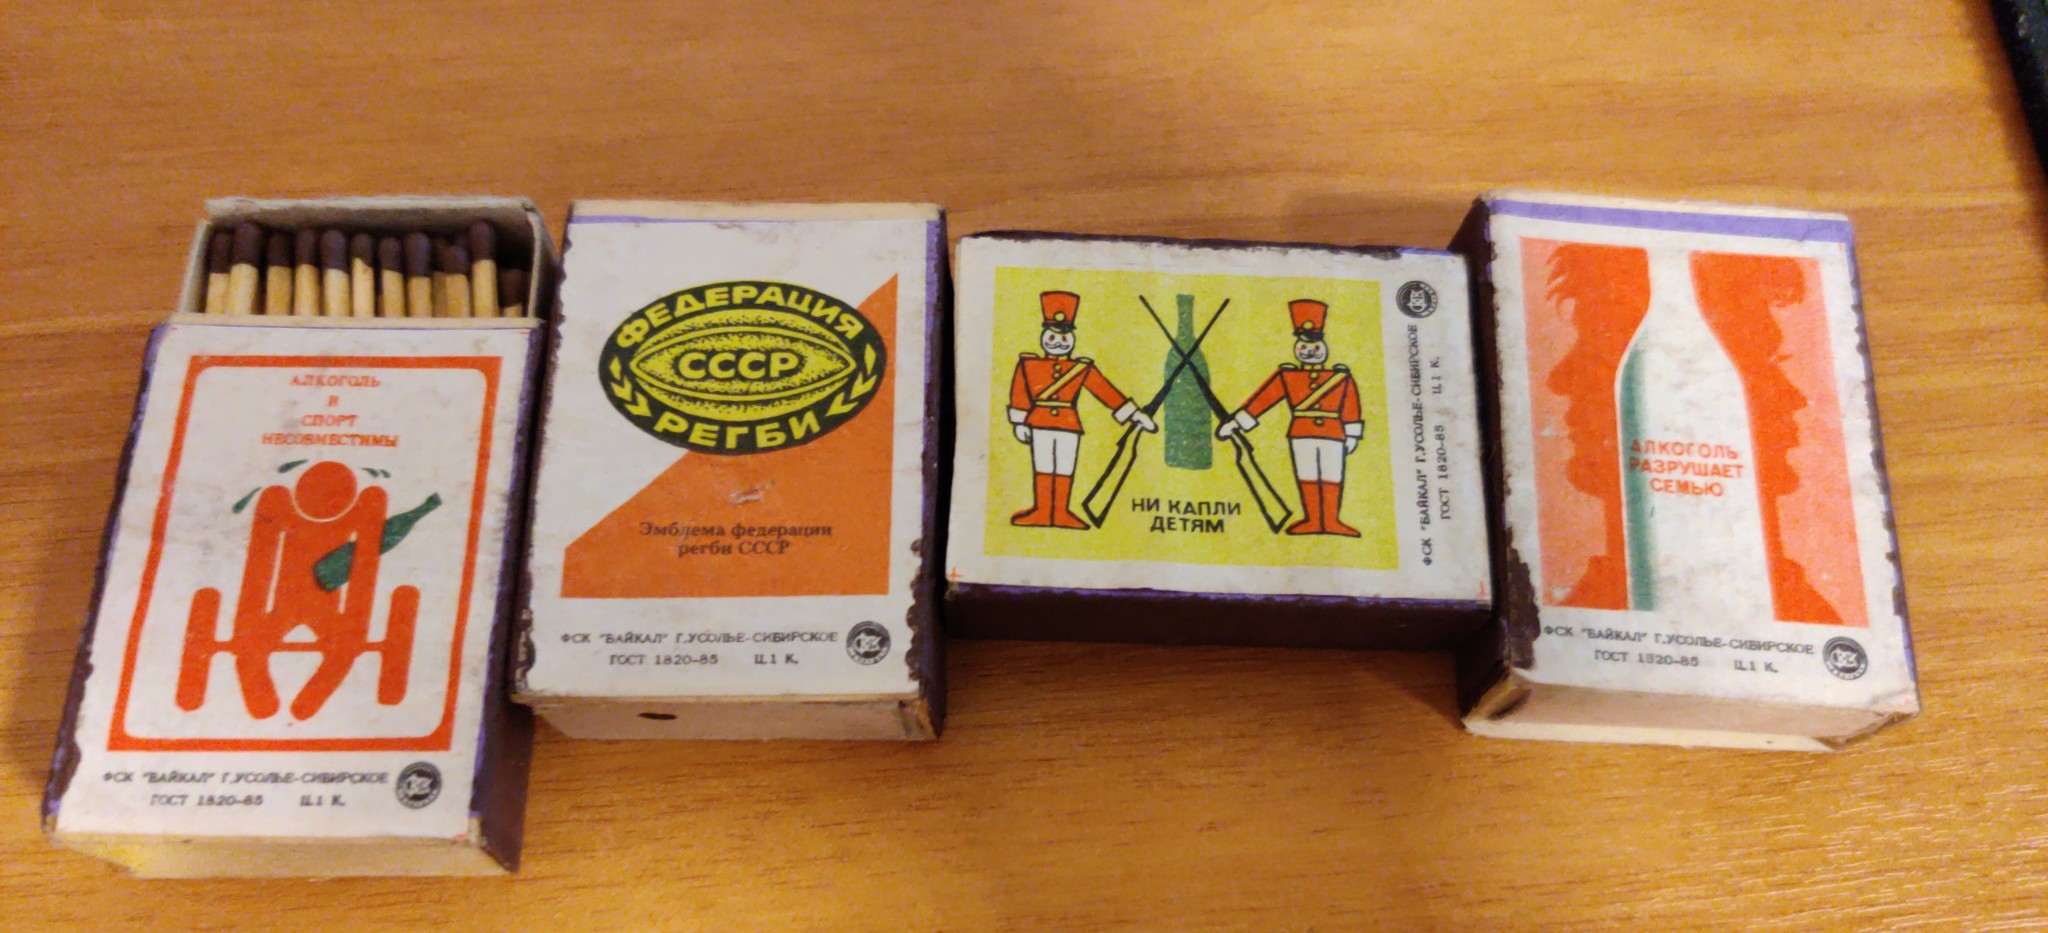 АЛКОГОЛЬ
И
СПОРТ
НЕСОВМЕСТИМЫ
ФСК "БАЙКАЛ" Г.УСОЛЬЕ-СИБИРСКОЕ
ГОСТ 1820-85 Ц.1 К.
ФЕДЕРАЦИЯ
СССР
РЕГБИ
Эмблема федерации
регби СССР
ФСК "БАЙКАЛ" Г.УСОЛЬЕ-СИБИРСКОЕ
ГОСТ 1820-85 Ц.1 К.
НИ КАПЛИ
ДЕТЯМ
ФСК "БАЙКАЛ" Г.УСОЛЬЕ-СИБИРСКОЕ
ГОСТ 1820-85 Ц.1 К.
АЛКОГОЛЬ
РАЗРУШАЕТ
СЕМЬЮ
ФСК "БАЙКАЛ" Г.УСОЛЬЕ-СИБИРСКОЕ
ГОСТ 1820-85 Ц.1 К.